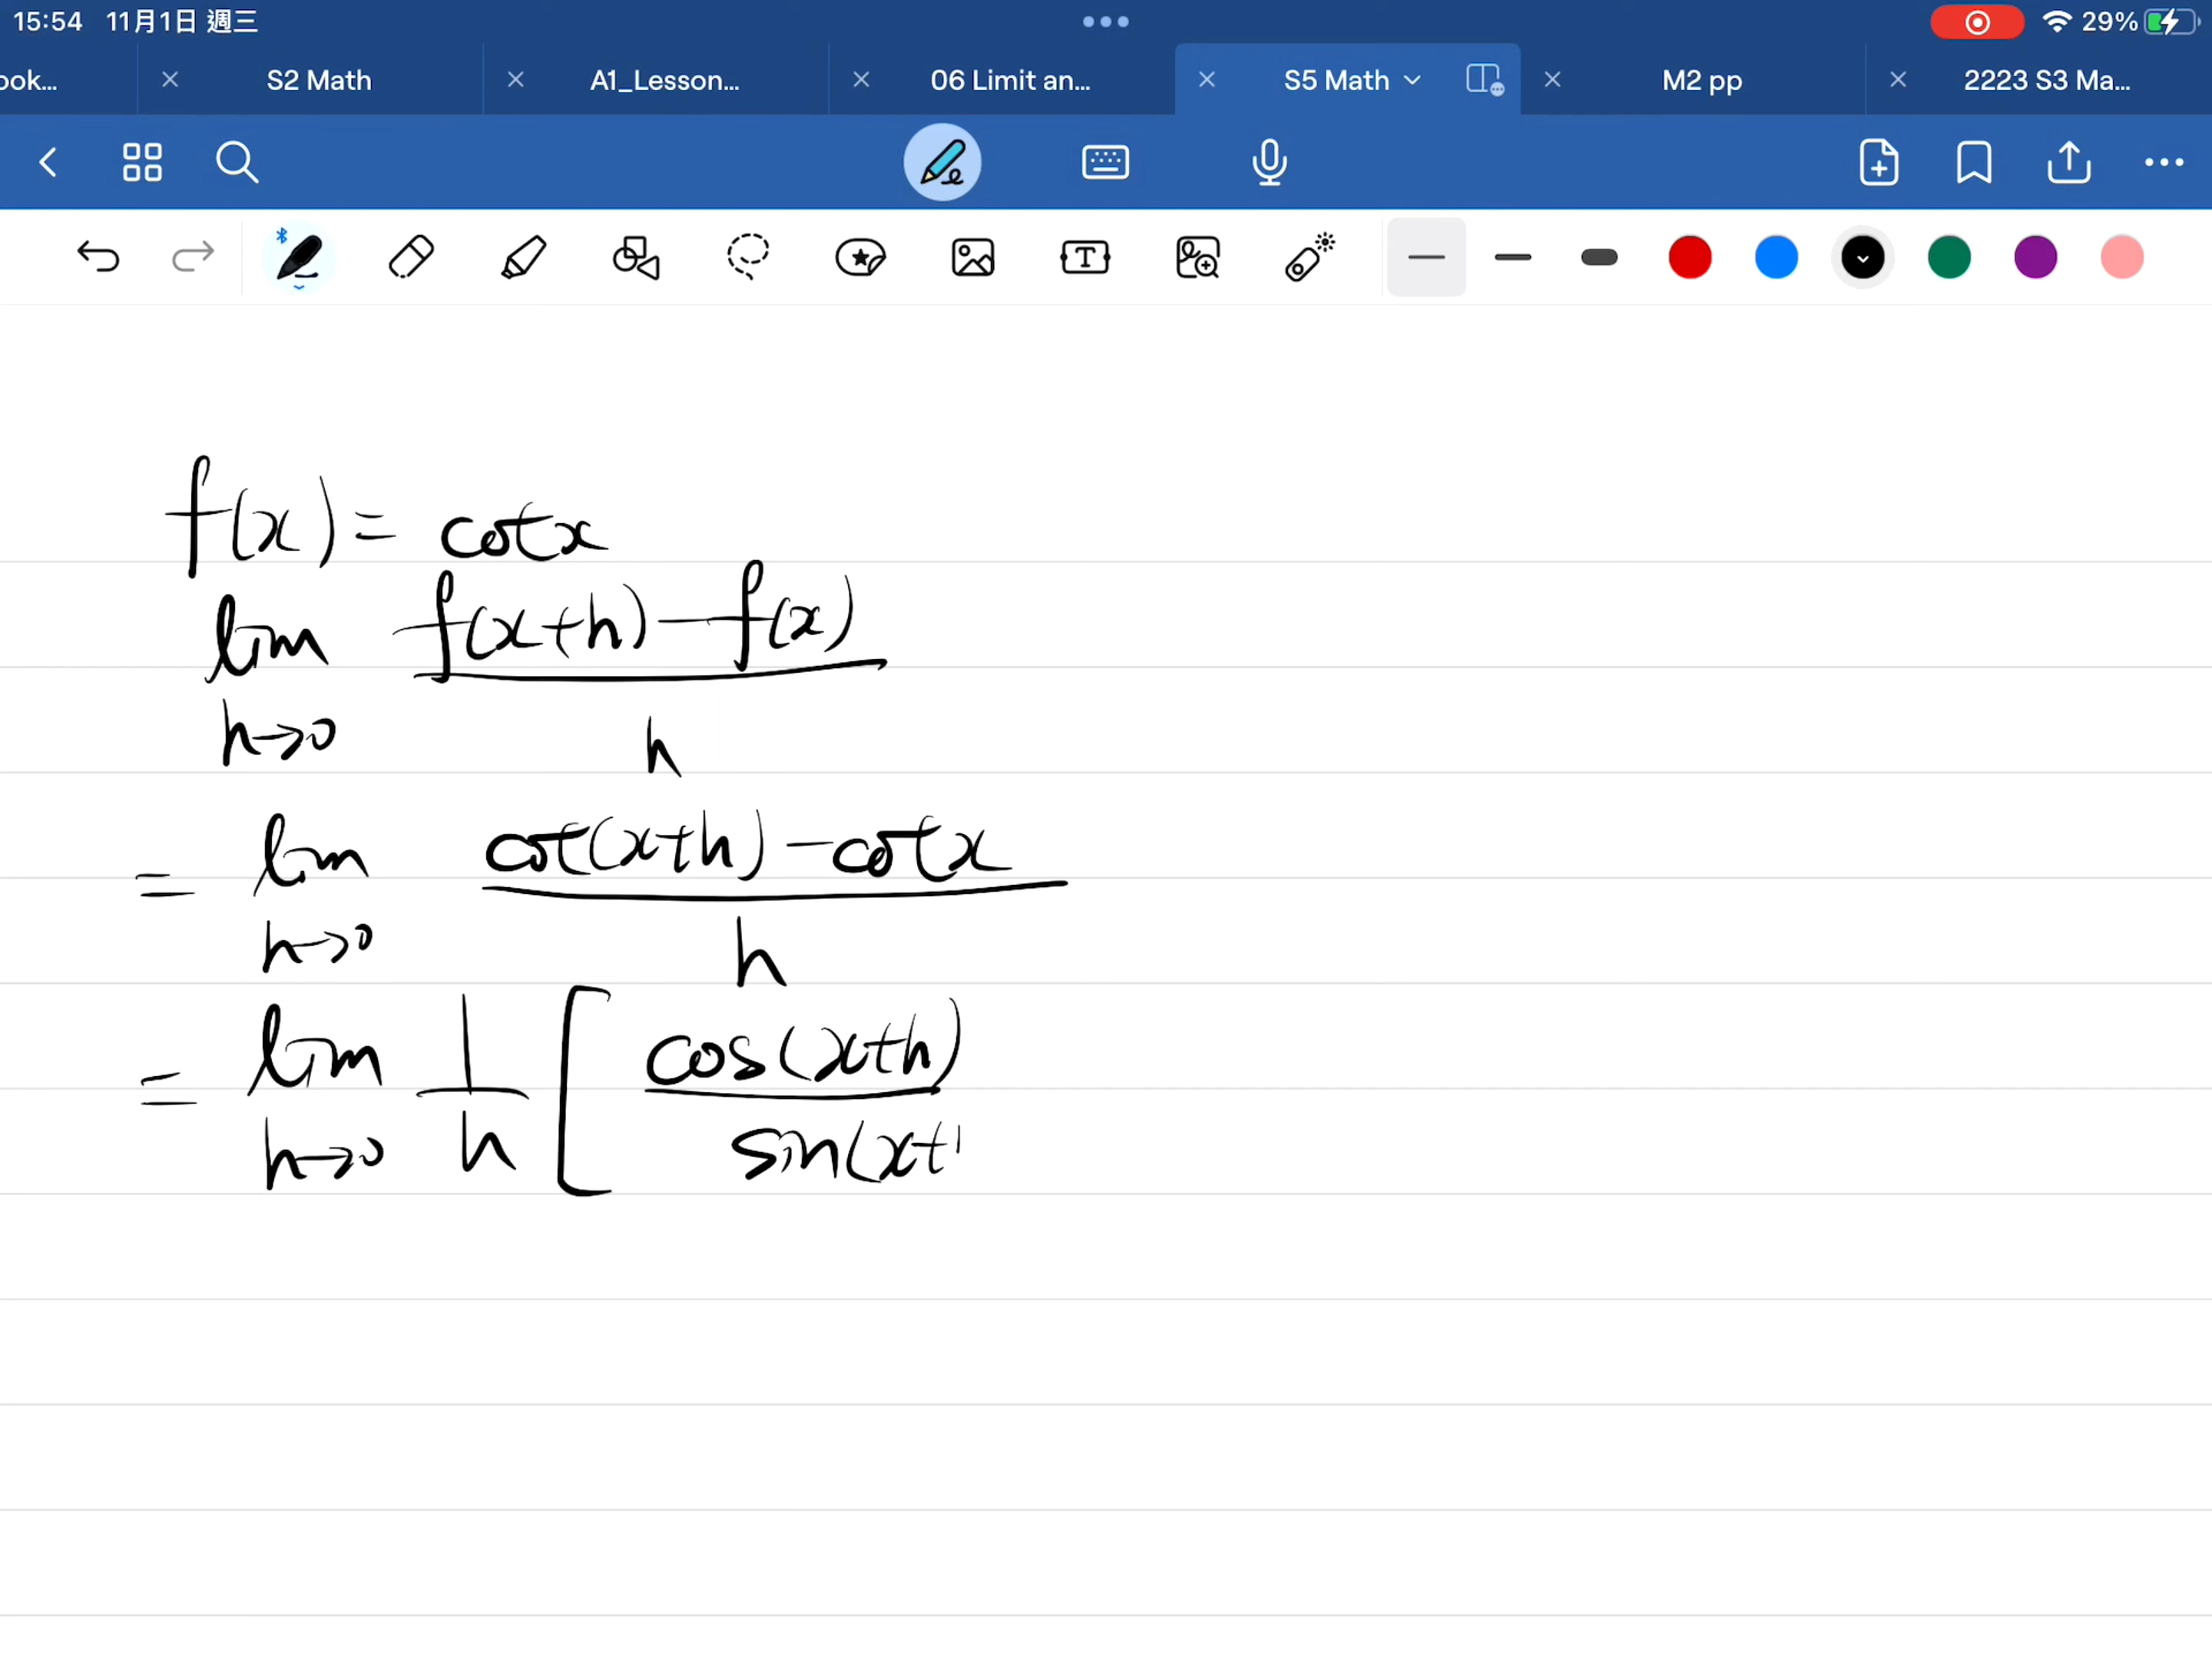 15:54 11月1日 週三 29%
ook... S2 Math A1_Lesson... 06 Limit an... S5 Math M2 pp 2223 S3 Ma...
f(x) = cotx
lim f(x+h) - f(x)
h→0 h
= lim cot(x+h) - cotx
h→0 h
= lim 1 [ cos(x+h)
h→0 h sin(x+